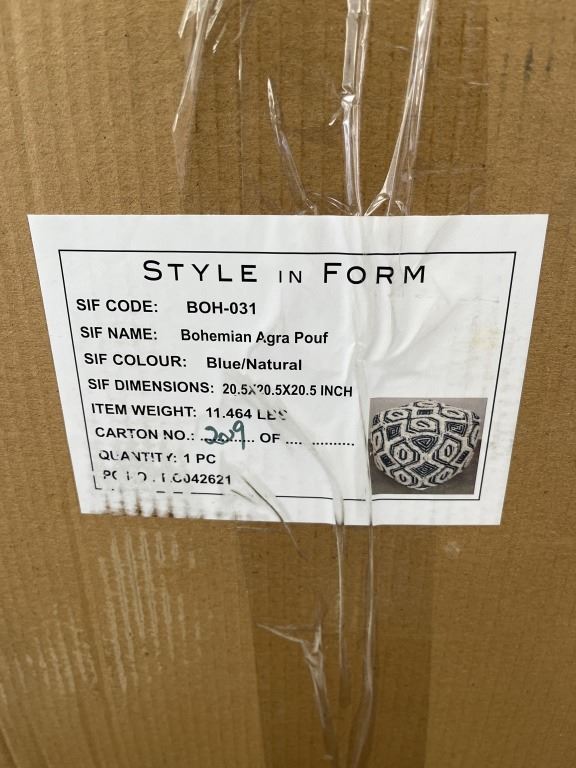 STYLE IN FORM
SIF CODE: BOH-031
SIF NAME: Bohemian Agra Pouf
SIF COLOUR: Blue/Natural
SIF DIMENSIONS: 20.5X20.5X20.5 INCH
ITEM WEIGHT: 11.464 LBS
CARTON NO.: 209 OF .... ..........
QUANTITY: 1 PC